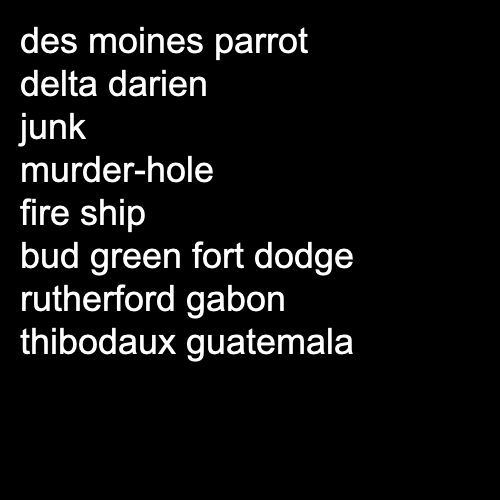 des moines parrot
delta darien
junk
murder-hole
fire ship
bud green fort dodge
rutherford gabon
thibodaux guatemala